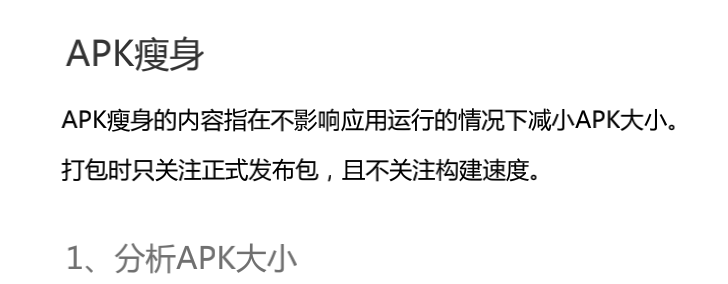 APK瘦身
APK瘦身的内容指在不影响应用运行的情况下减小APK大小。
打包时只关注正式发布包，且不关注构建速度。
1、分析APK大小